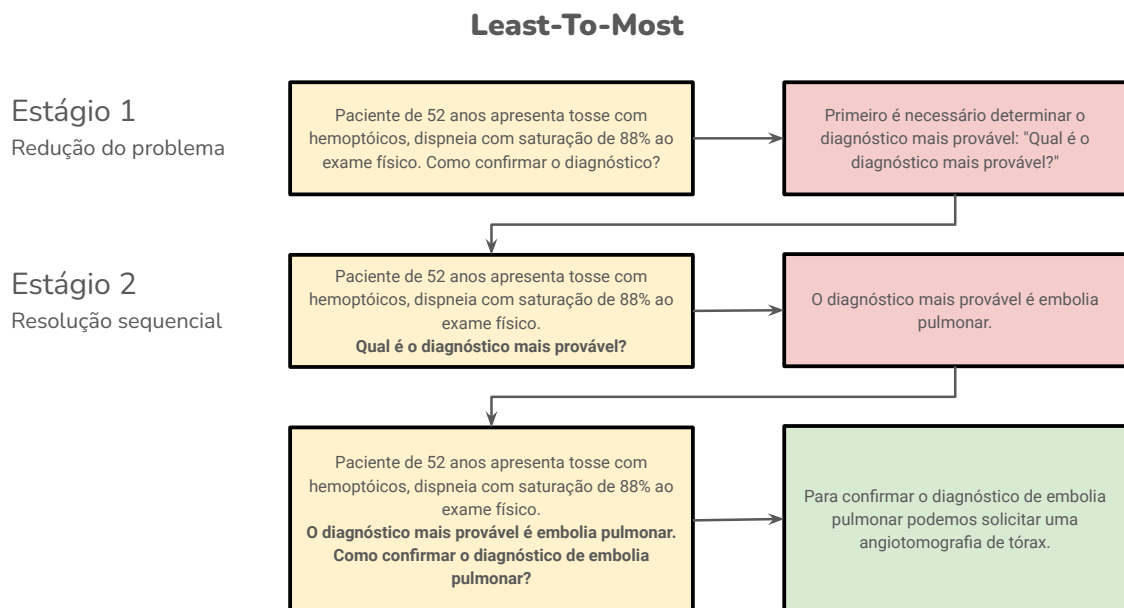 Least-To-Most
Estágio 1
Redução do problema
Paciente de 52 anos apresenta tosse com
hemoptóicos, dispneia com saturação de 88% ao
exame físico. Como confirmar o diagnóstico?
Primeiro é necessário determinar o
diagnóstico mais provável: "Qual é o
diagnóstico mais provável?"
Estágio 2
Resolução sequencial
Paciente de 52 anos apresenta tosse com
hemoptóicos, dispneia com saturação de 88% ao
exame físico.
Qual é o diagnóstico mais provável?
O diagnóstico mais provável é embolia
pulmonar.
Paciente de 52 anos apresenta tosse com
hemoptóicos, dispneia com saturação de 88% ao
exame físico.
O diagnóstico mais provável é embolia pulmonar.
Como confirmar o diagnóstico de embolia
pulmonar?
Para confirmar o diagnóstico de embolia
pulmonar podemos solicitar uma
angiotomografia de tórax.